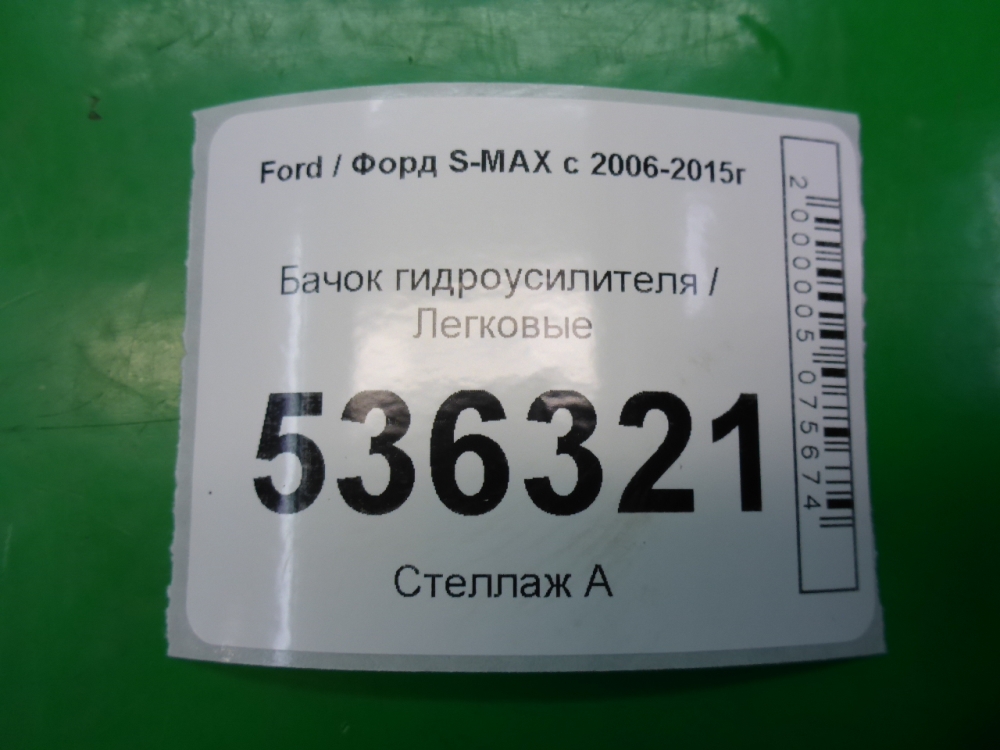 Ford / Форд S-MAX с 2006-2015г
Бачок гидроусилителя /
Легковые
536321
Стеллаж А
2000005075674